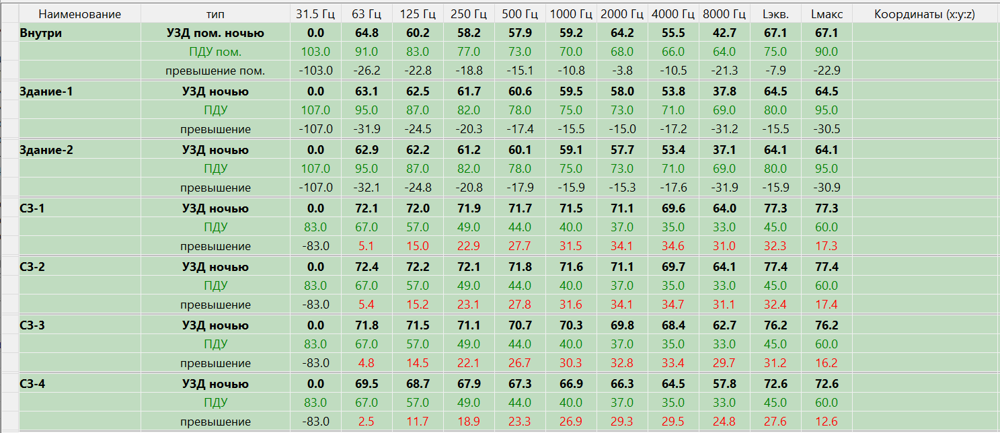 Наименование тип 31.5 Гц 63 Гц 125 Гц 250 Гц 500 Гц 1000 Гц 2000 Гц 4000 Гц 8000 Гц Lэкв. Lмакс Координаты (x:y:z)
Внутри УЗД пом. ночью 0.0 64.8 60.2 58.2 57.9 59.2 64.2 55.5 42.7 67.1 67.1
ПДУ пом. 103.0 91.0 83.0 77.0 73.0 70.0 68.0 66.0 64.0 75.0 90.0
превышение пом. -103.0 -26.2 -22.8 -18.8 -15.1 -10.8 -3.8 -10.5 -21.3 -7.9 -22.9
Здание-1 УЗД ночью 0.0 63.1 62.5 61.7 60.6 59.5 58.0 53.8 37.8 64.5 64.5
ПДУ 107.0 95.0 87.0 82.0 78.0 75.0 73.0 71.0 69.0 80.0 95.0
превышение -107.0 -31.9 -24.5 -20.3 -17.4 -15.5 -15.0 -17.2 -31.2 -15.5 -30.5
Здание-2 УЗД ночью 0.0 62.9 62.2 61.2 60.1 59.1 57.7 53.4 37.1 64.1 64.1
ПДУ 107.0 95.0 87.0 82.0 78.0 75.0 73.0 71.0 69.0 80.0 95.0
превышение -107.0 -32.1 -24.8 -20.8 -17.9 -15.9 -15.3 -17.6 -31.9 -15.9 -30.9
СЗ-1 УЗД ночью 0.0 72.1 72.0 71.9 71.7 71.5 71.1 69.6 64.0 77.3 77.3
ПДУ 83.0 67.0 57.0 49.0 44.0 40.0 37.0 35.0 33.0 45.0 60.0
превышение -83.0 5.1 15.0 22.9 27.7 31.5 34.1 34.6 31.0 32.3 17.3
СЗ-2 УЗД ночью 0.0 72.4 72.2 72.1 71.8 71.6 71.1 69.7 64.1 77.4 77.4
ПДУ 83.0 67.0 57.0 49.0 44.0 40.0 37.0 35.0 33.0 45.0 60.0
превышение -83.0 5.4 15.2 23.1 27.8 31.6 34.1 34.7 31.1 32.4 17.4
СЗ-3 УЗД ночью 0.0 71.8 71.5 71.1 70.7 70.3 69.8 68.4 62.7 76.2 76.2
ПДУ 83.0 67.0 57.0 49.0 44.0 40.0 37.0 35.0 33.0 45.0 60.0
превышение -83.0 4.8 14.5 22.1 26.7 30.3 32.8 33.4 29.7 31.2 16.2
СЗ-4 УЗД ночью 0.0 69.5 68.7 67.9 67.3 66.9 66.3 64.5 57.8 72.6 72.6
ПДУ 83.0 67.0 57.0 49.0 44.0 40.0 37.0 35.0 33.0 45.0 60.0
превышение -83.0 2.5 11.7 18.9 23.3 26.9 29.3 29.5 24.8 27.6 12.6